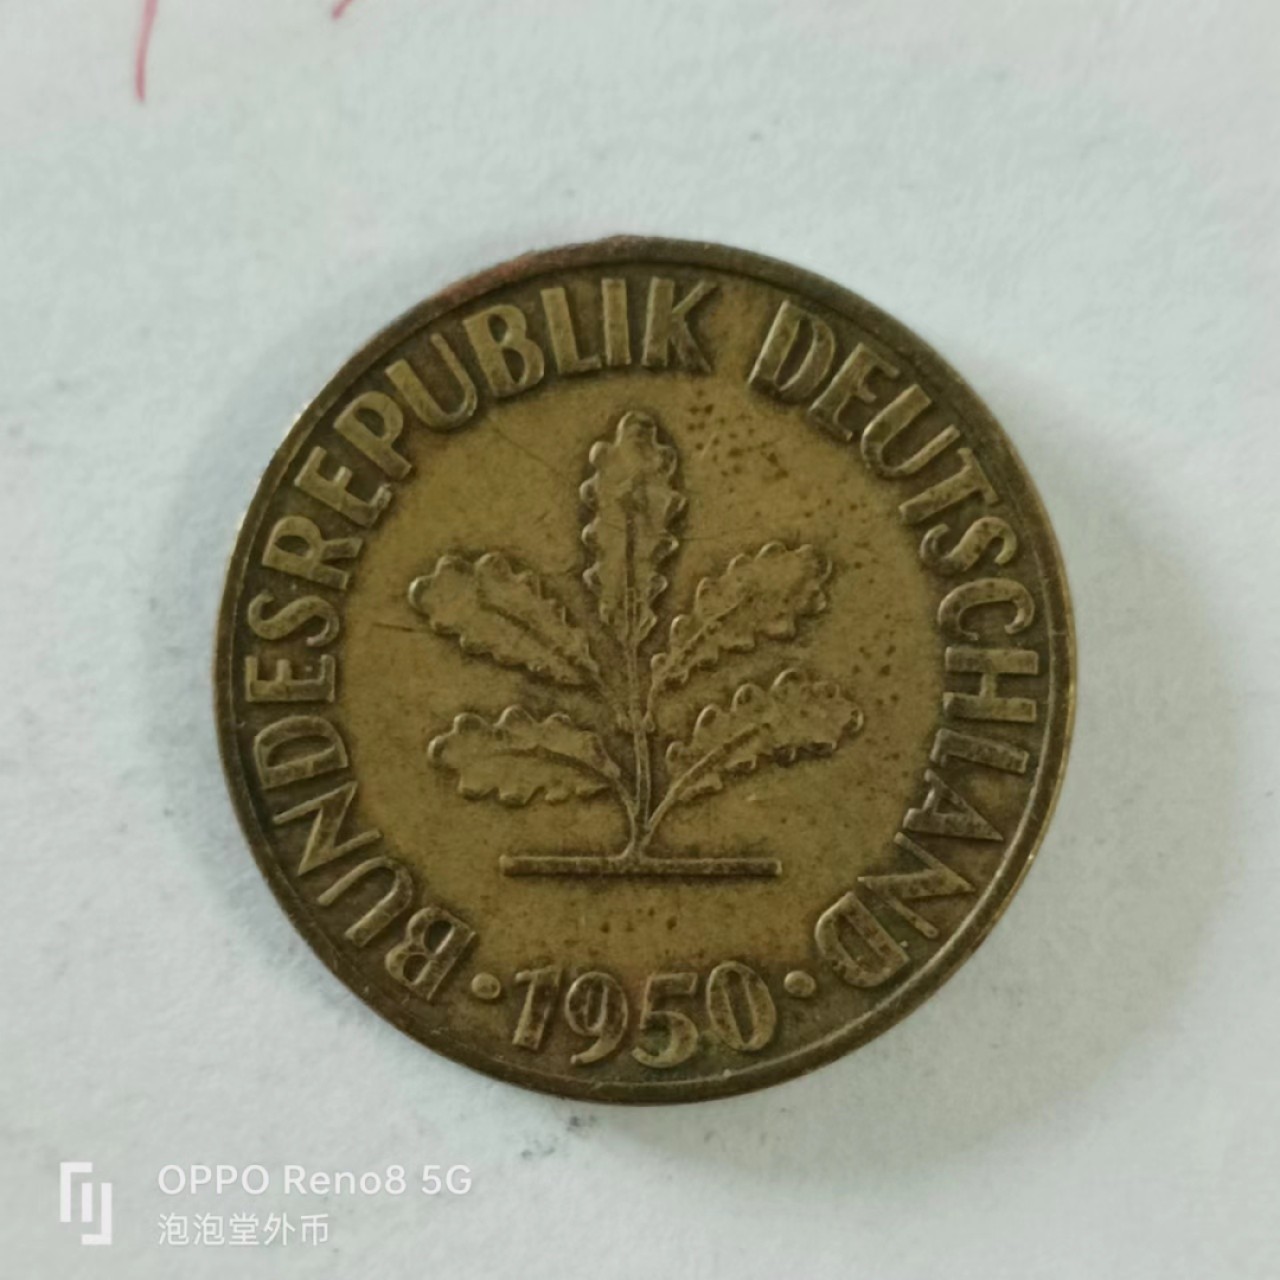 BUNDESREPUBLIK DEUTSCHLAND
·1950·
OPPO Reno8 5G
泡泡堂外币